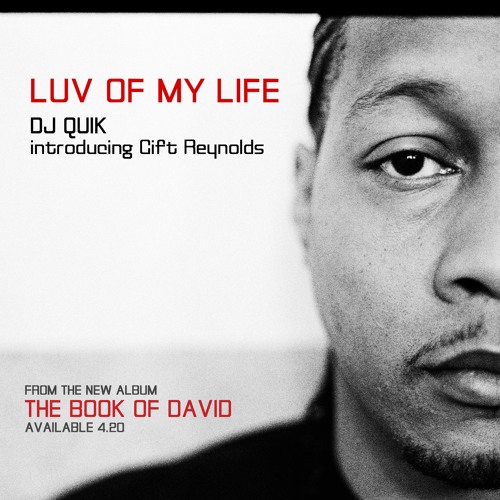 LUV OF MY LIFE
DJ QUIK
introducing Gift Reynolds
FROM THE NEW ALBUM
THE BOOK OF DAVID
AVAILABLE 4.20